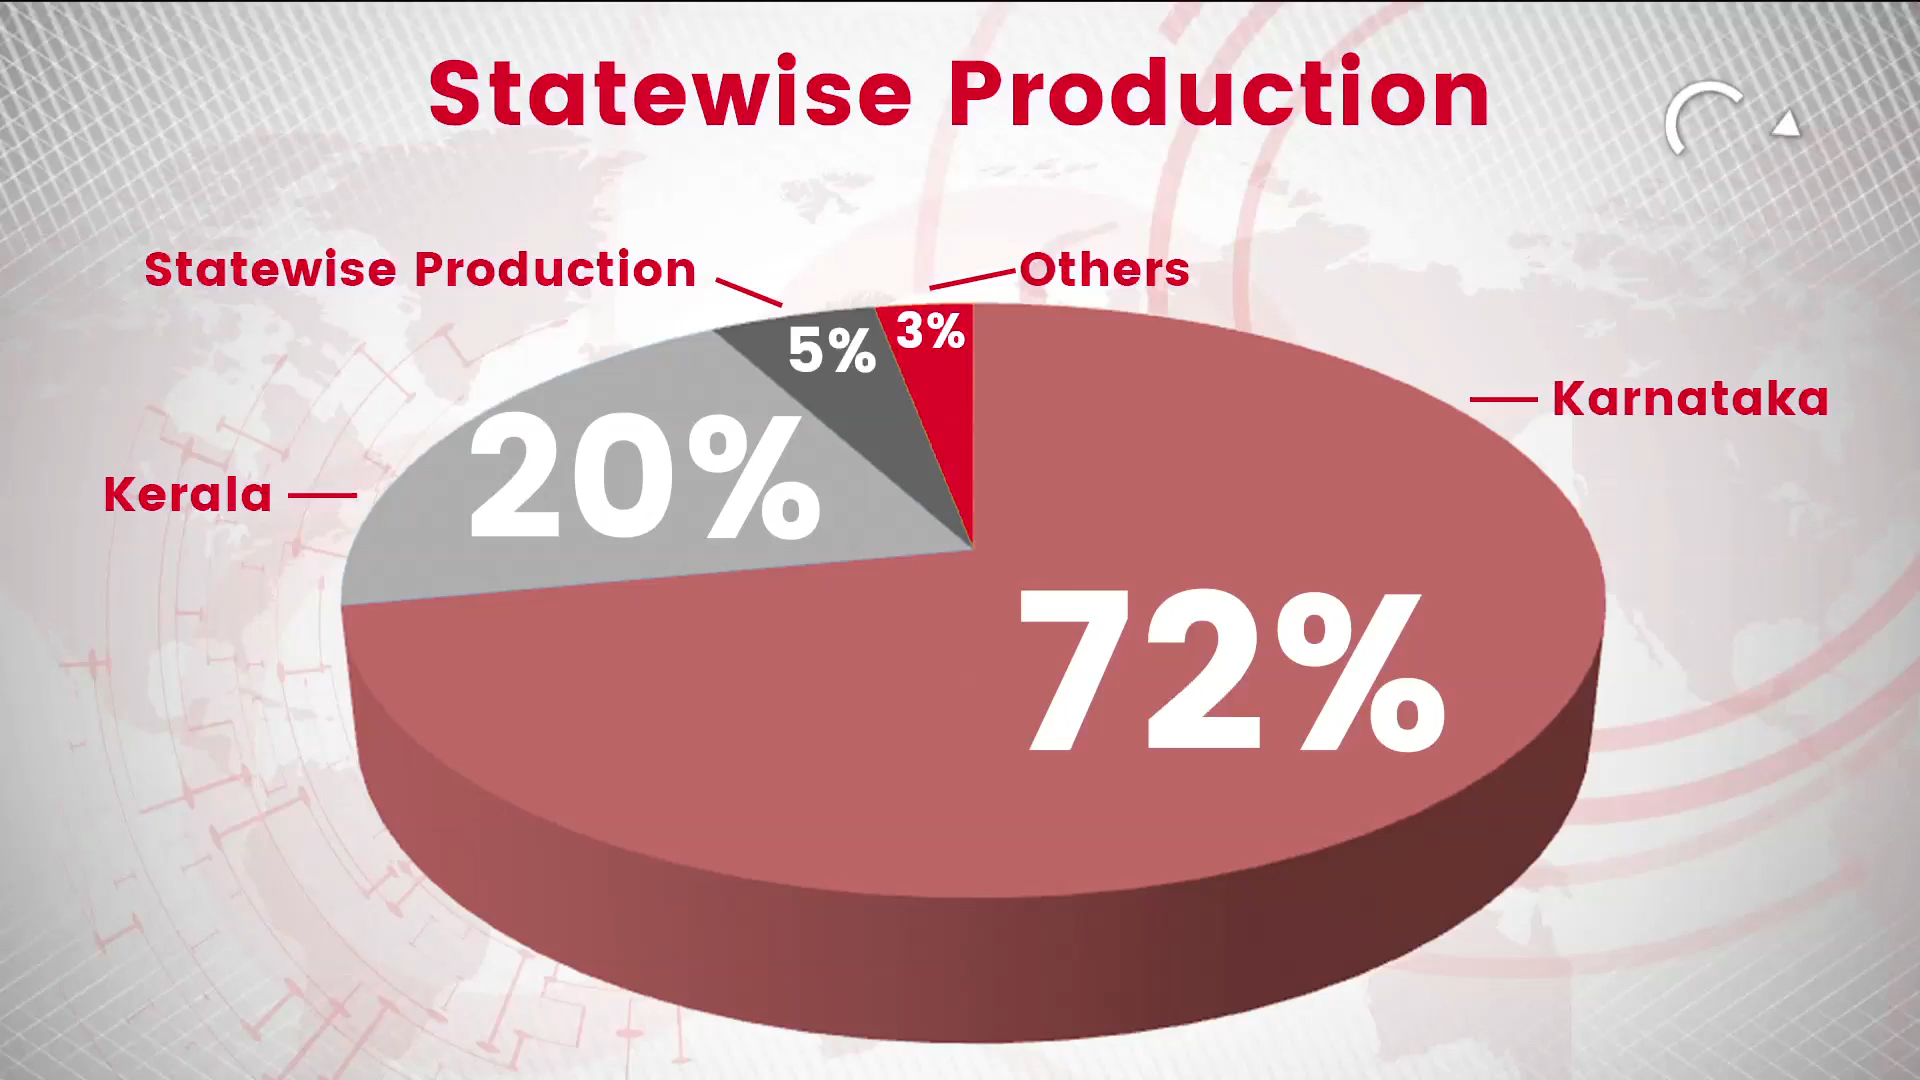 Statewise Production
Statewise Production
Others
5%
3%
Karnataka
20%
Kerala
72%